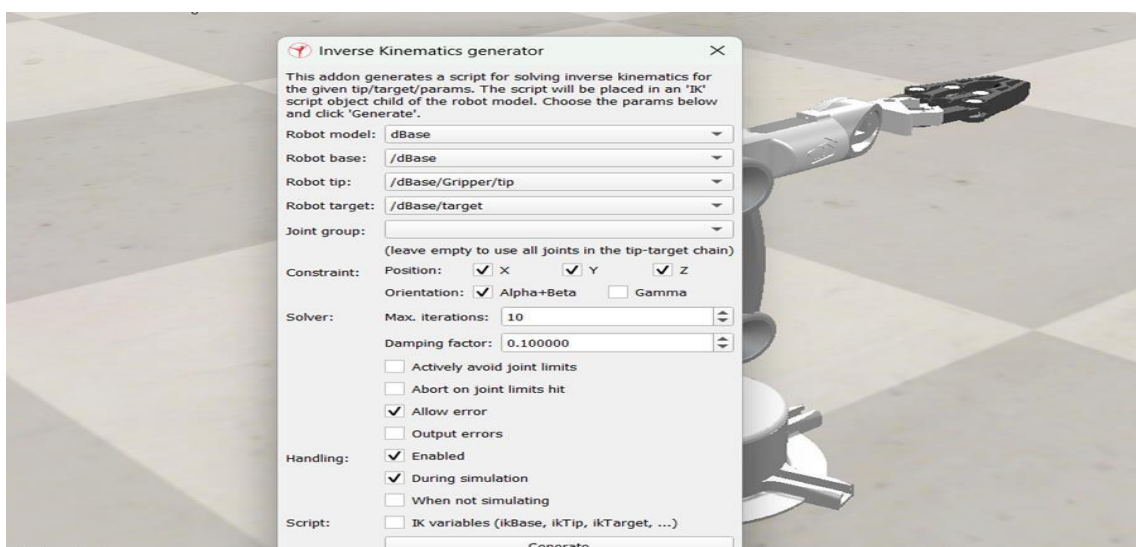 Inverse Kinematics generator
This addon generates a script for solving inverse kinematics for
the given tip/target/params. The script will be placed in an 'IK'
script object child of the robot model. Choose the params below
and click 'Generate'.
Robot model: dBase
Robot base: /dBase
Robot tip: /dBase/Gripper/tip
Robot target: /dBase/target
Joint group:
(leave empty to use all joints in the tip-target chain)
Constraint: Position: X Y Z
Orientation: Alpha+Beta Gamma
Solver: Max. iterations: 10
Damping factor: 0.100000
Actively avoid joint limits
Abort on joint limits hit
Allow error
Output errors
Handling: Enabled
During simulation
When not simulating
Script: IK variables (ikBase, ikTip, ikTarget, ...)
Generate